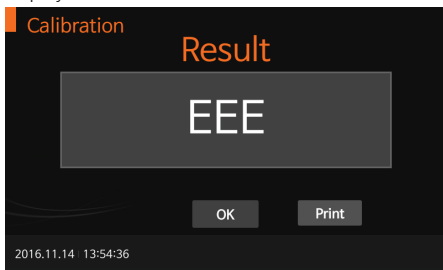 Calibration
Result
EEE
OK
Print
2016.11.14 13:54:36